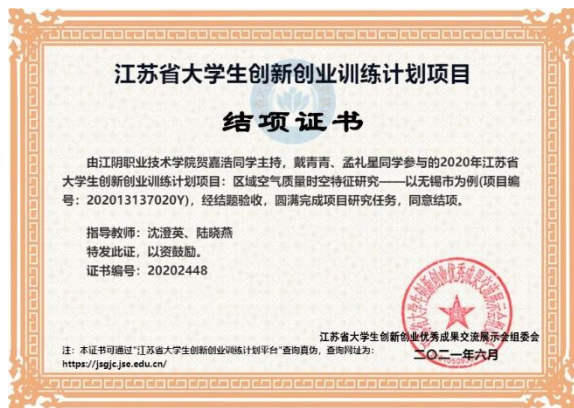 江苏省大学生创新创业训练计划项目
结项证书
由江阴职业技术学院贺嘉浩同学主持，戴青青、孟礼星同学参与的2020年江苏省
大学生创新创业训练计划项目：区域空气质量时空特征研究——以无锡市为例(项目编
号：202013137020Y)，经结题验收，圆满完成项目研究任务，同意结项。
指导教师：沈澄英、陆晓燕
特发此证，以资鼓励。
证书编号：20202448
江苏省大学生创新创业优秀成果交流展示会组委会
二〇二一年六月
注：本证书可通过"江苏省大学生创新创业训练计划平台"查询真伪，查询网址为：
https://jsgjc.jse.edu.cn/